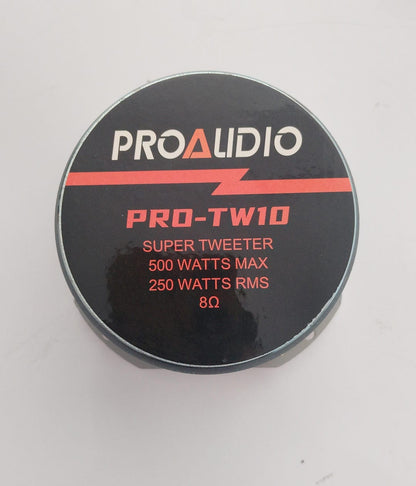 PROAUDIO
PRO-TW10
SUPER TWEETER
500 WATTS MAX
250 WATTS RMS
8Ω